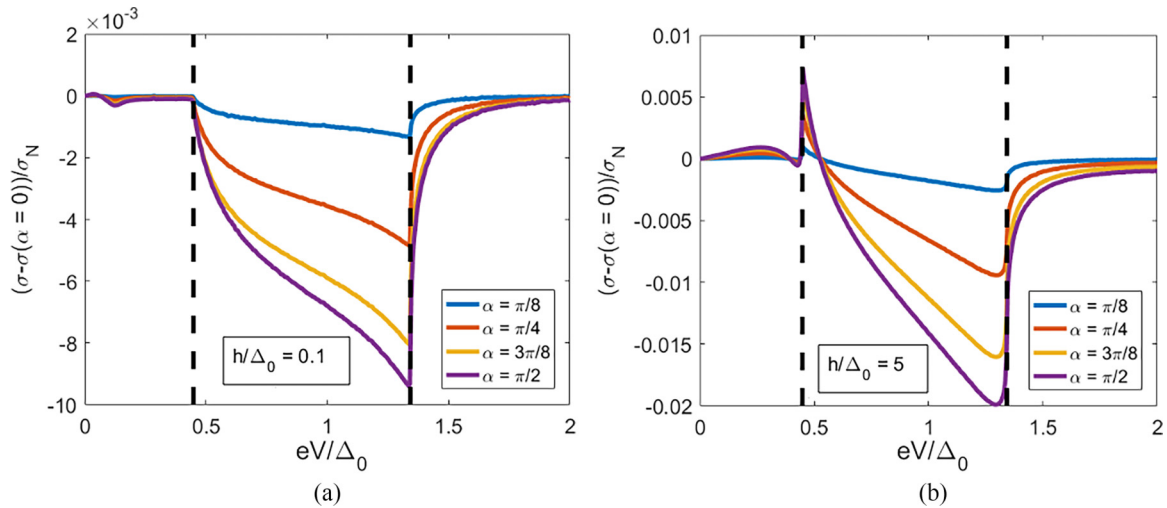 ×10⁻³
2
0
-2
-4
-6
-8
-10
(σ-σ(α = 0))/σ_N
0 0.5 1 1.5 2
eV/Δ₀
h/Δ₀ = 0.1
α = π/8
α = π/4
α = 3π/8
α = π/2
(a)
0.01
0.005
0
-0.005
-0.01
-0.015
-0.02
(σ-σ(α = 0))/σ_N
0 0.5 1 1.5 2
eV/Δ₀
h/Δ₀ = 5
α = π/8
α = π/4
α = 3π/8
α = π/2
(b)